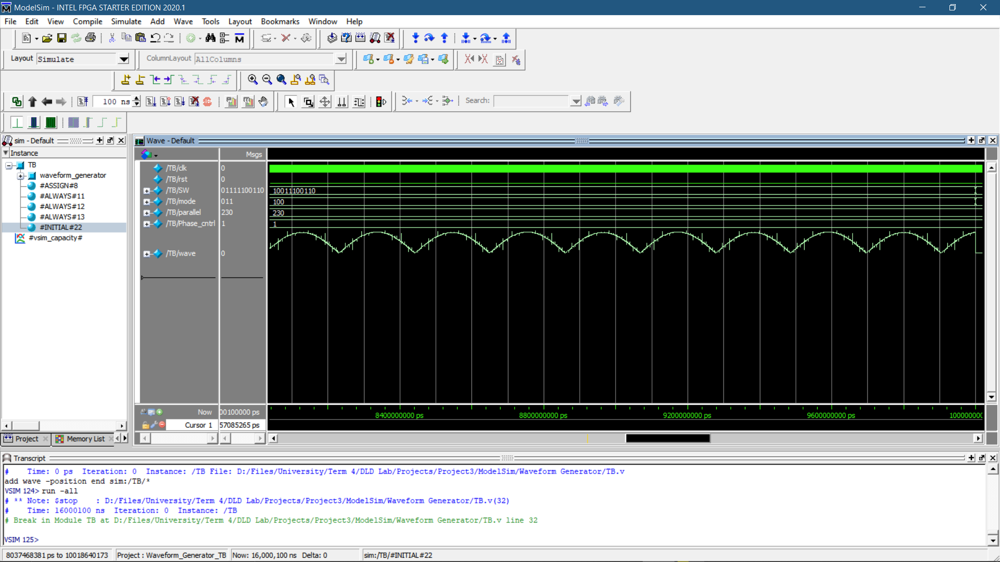 ModelSim - INTEL FPGA STARTER EDITION 2020.1
File Edit View Compile Simulate Add Wave Tools Layout Bookmarks Window Help
Layout Simulate ColumnLayout AllColumns
100 ns Search:
sim - Default
Instance
TB
waveform_generator
#ASSIGN#8
#ALWAYS#11
#ALWAYS#12
#ALWAYS#13
#INITIAL#22
#vsim_capacity#
Project Memory List
Wave - Default
Msgs
/TB/clk 0
/TB/rst 0
/TB/SW 01111100110 10011100110
/TB/mode 011 100
/TB/parallel 230 230
/TB/Phase_cntrl 1 1
/TB/wave 0
Now 00100000 ps 8400000000 ps 8800000000 ps 9200000000 ps 9600000000 ps 100000000
Cursor 1 57085265 ps
Transcript
#    Time: 0 ps  Iteration: 0  Instance: /TB File: D:/Files/University/Term 4/DLD Lab/Projects/Project3/ModelSim/Waveform Generator/TB.v
add wave -position end sim:/TB/*
VSIM 124> run -all
# ** Note: $stop    : D:/Files/University/Term 4/DLD Lab/Projects/Project3/ModelSim/Waveform Generator/TB.v(32)
#    Time: 16000100 ns  Iteration: 0  Instance: /TB
# Break in Module TB at D:/Files/University/Term 4/DLD Lab/Projects/Project3/ModelSim/Waveform Generator/TB.v line 32
VSIM 125>
8037468381 ps to 10018640173 Project : Waveform_Generator_TB Now: 16,000,100 ns Delta: 0 sim:/TB/#INITIAL#22